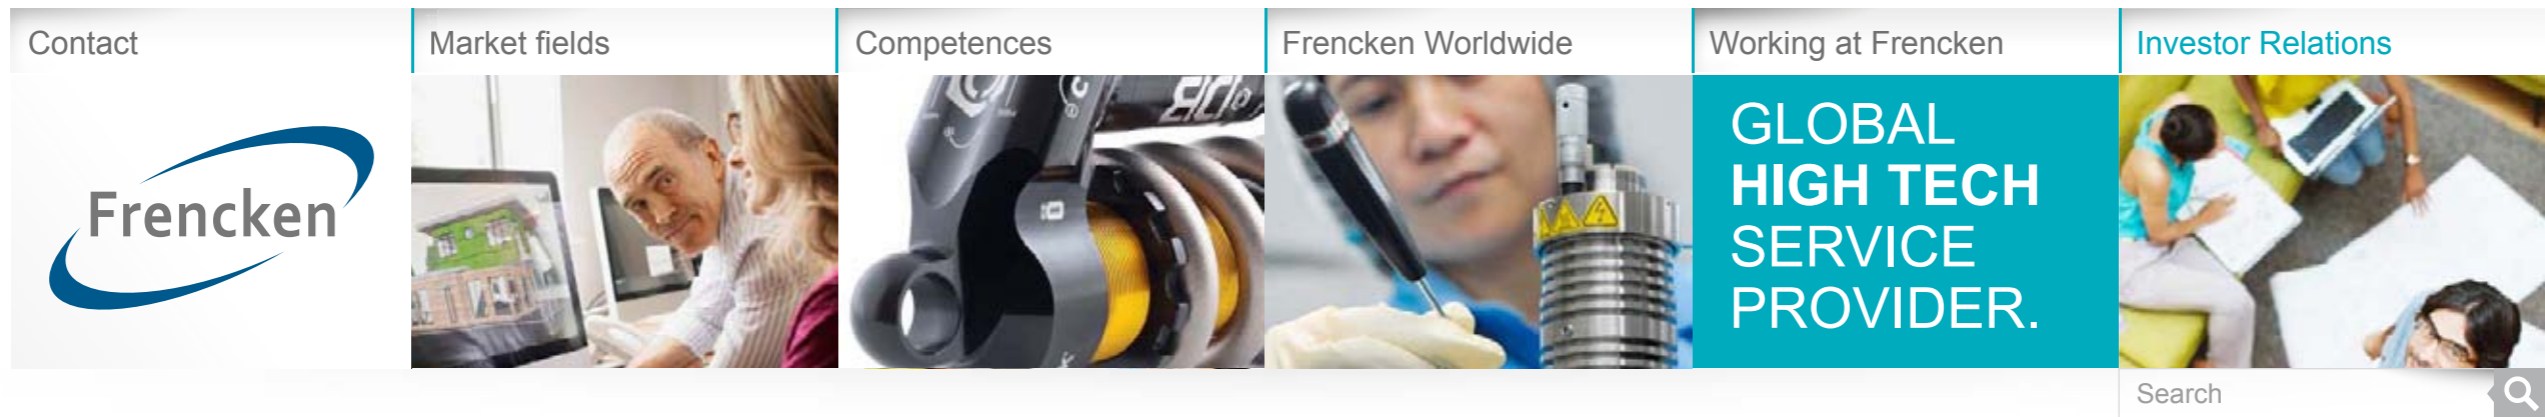 Contact
Market fields
Competences
Frencken Worldwide
Working at Frencken
Investor Relations
Frencken
GLOBAL
HIGH TECH
SERVICE
PROVIDER.
Search